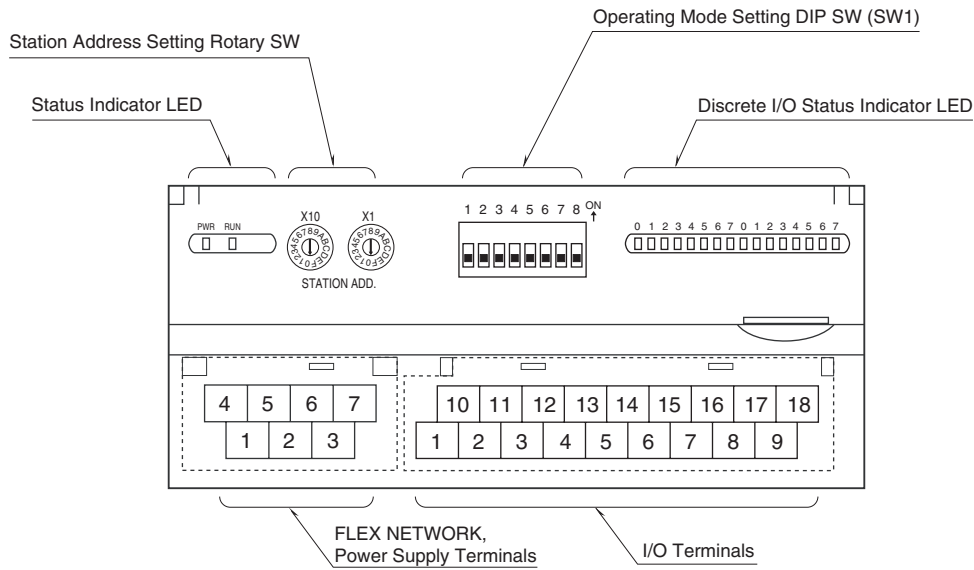 Operating Mode Setting DIP SW (SW1)
Station Address Setting Rotary SW
Status Indicator LED
Discrete I/O Status Indicator LED
1 2 3 4 5 6 7 8 ON
X10 X1
PWR RUN
0 1 2 3 4 5 6 7 0 1 2 3 4 5 6 7
0123456789ABCDEF 0123456789ABCDEF
STATION ADD.
4 5 6 7 10 11 12 13 14 15 16 17 18
1 2 3 1 2 3 4 5 6 7 8 9
FLEX NETWORK,
Power Supply Terminals
I/O Terminals